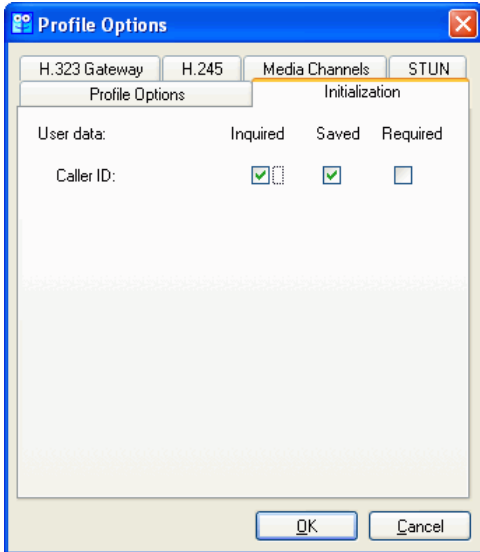 Profile Options
H.323 Gateway H.245 Media Channels STUN
Profile Options Initialization
User data: Inquired Saved Required
Caller ID:
OK Cancel